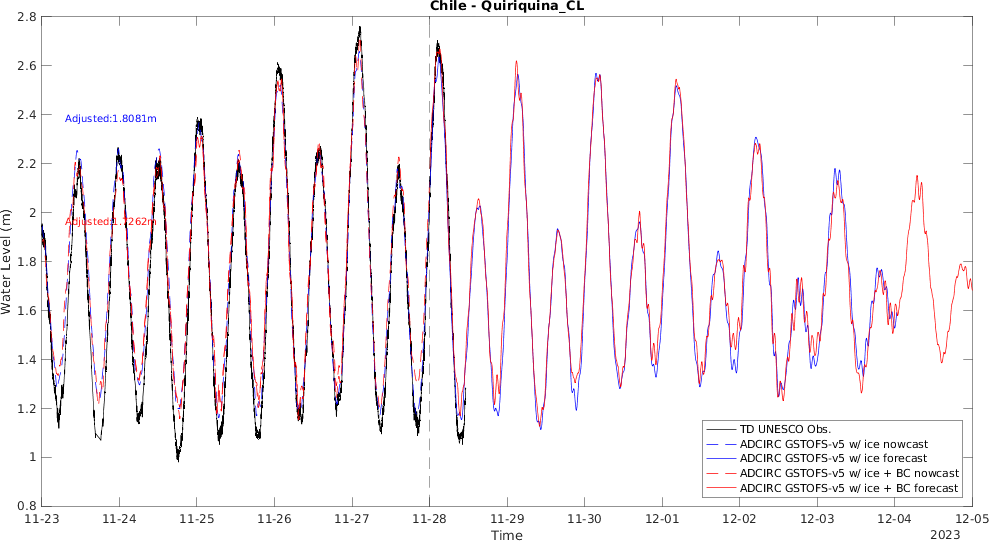 Chile - Quiriquina_CL
Water Level (m)
2.8
2.6
2.4
2.2
2
1.8
1.6
1.4
1.2
1
0.8
Adjusted:1.8081m
Adjusted:1.7262m
TD UNESCO Obs.
ADCIRC GSTOFS-v5 w/ ice nowcast
ADCIRC GSTOFS-v5 w/ ice forecast
ADCIRC GSTOFS-v5 w/ ice + BC nowcast
ADCIRC GSTOFS-v5 w/ ice + BC forecast
11-23 11-24 11-25 11-26 11-27 11-28 11-29 11-30 12-01 12-02 12-03 12-04 12-05
Time
2023